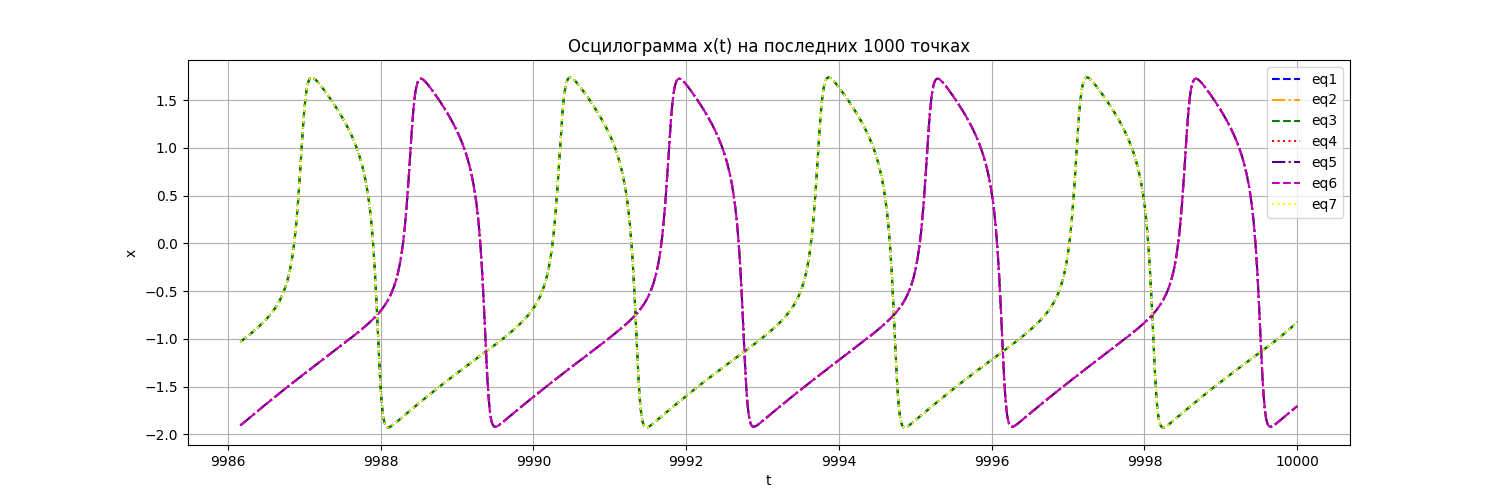 Осцилограмма x(t) на последних 1000 точках
x
1.5
1.0
0.5
0.0
−0.5
−1.0
−1.5
−2.0
eq1
eq2
eq3
eq4
eq5
eq6
eq7
9986
9988
9990
9992
9994
9996
9998
10000
t